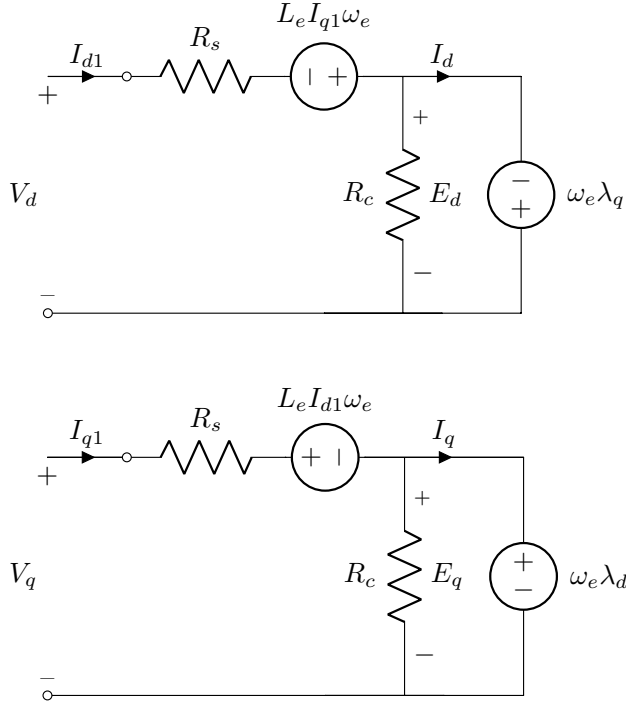 L_e I_{q1} ω_e
I_{d1} R_s − + I_d
+ +
V_d R_c E_d − + ω_e λ_q
− −
L_e I_{d1} ω_e
I_{q1} R_s + − I_q
+ +
V_q R_c E_q + − ω_e λ_d
− −